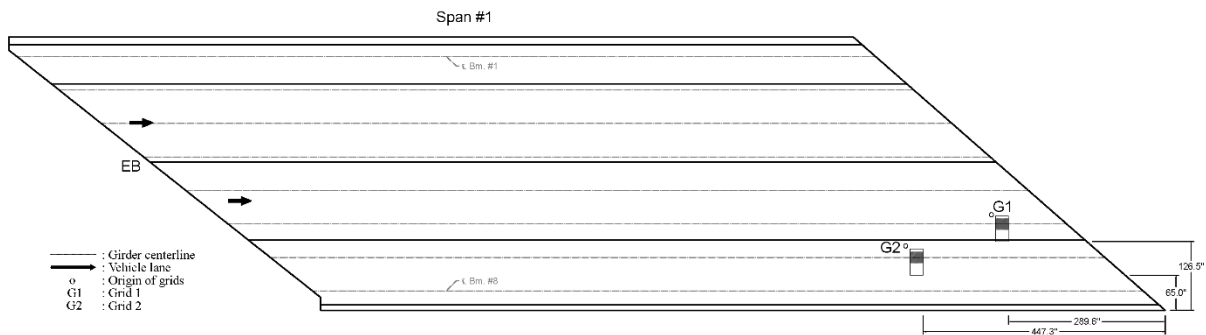 Span #1
℄ Bm. #1
EB
G1
G2
: Girder centerline
: Vehicle lane
o : Origin of grids
G1 : Grid 1
G2 : Grid 2
℄ Bm. #8
126.5"
65.0"
289.6"
447.3"